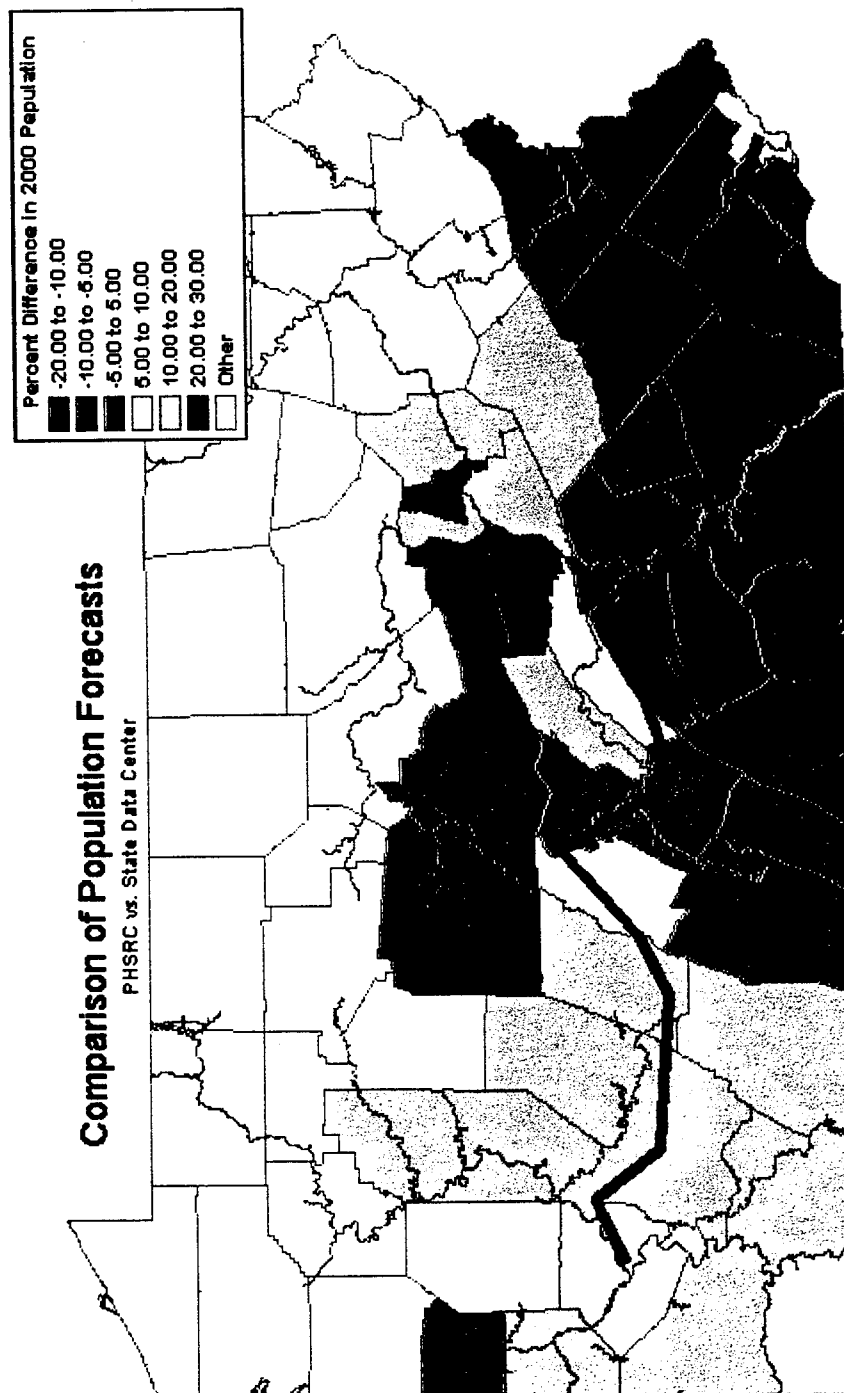 Comparison of Population Forecasts
PHSRC vs. State Data Center
Percent Difference in 2000 Population
-20.00 to -10.00
-10.00 to -5.00
-5.00 to 5.00
5.00 to 10.00
10.00 to 20.00
20.00 to 30.00
Other